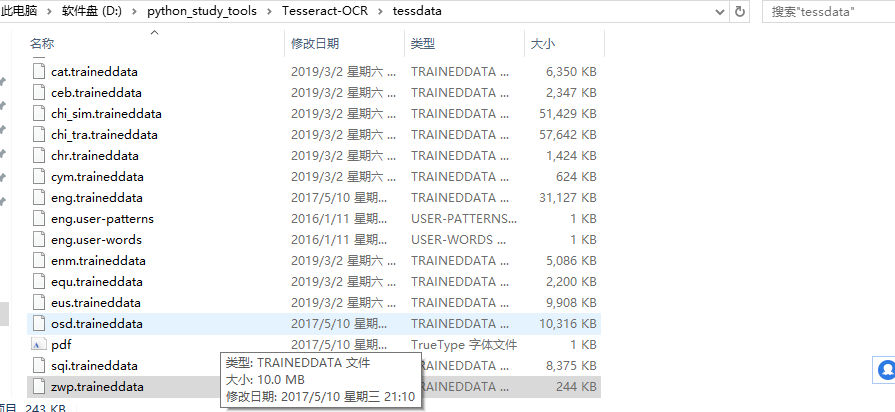 此电脑 › 软件盘 (D:) › python_study_tools › Tesseract-OCR › tessdata
搜索"tessdata"
名称 修改日期 类型 大小
cat.traineddata 2019/3/2 星期六 ... TRAINEDDATA ... 6,350 KB
ceb.traineddata 2019/3/2 星期六 ... TRAINEDDATA ... 2,347 KB
chi_sim.traineddata 2019/3/2 星期六 ... TRAINEDDATA ... 51,429 KB
chi_tra.traineddata 2019/3/2 星期六 ... TRAINEDDATA ... 57,642 KB
chr.traineddata 2019/3/2 星期六 ... TRAINEDDATA ... 1,424 KB
cym.traineddata 2019/3/2 星期六 ... TRAINEDDATA ... 624 KB
eng.traineddata 2017/5/10 星期... TRAINEDDATA ... 31,127 KB
eng.user-patterns 2016/1/11 星期... USER-PATTERNS... 1 KB
eng.user-words 2016/1/11 星期... USER-WORDS ... 1 KB
enm.traineddata 2019/3/2 星期六 ... TRAINEDDATA ... 5,086 KB
equ.traineddata 2019/3/2 星期六 ... TRAINEDDATA ... 2,200 KB
eus.traineddata 2019/3/2 星期六 ... TRAINEDDATA ... 9,908 KB
osd.traineddata 2017/5/10 星期... TRAINEDDATA ... 10,316 KB
pdf 2017/5/10 星期... TrueType 字体文件 1 KB
sqi.traineddata TRAINEDDATA ... 8,375 KB
zwp.traineddata TRAINEDDATA ... 244 KB
类型: TRAINEDDATA 文件
大小: 10.0 MB
修改日期: 2017/5/10 星期三 21:10
项目 243 KB